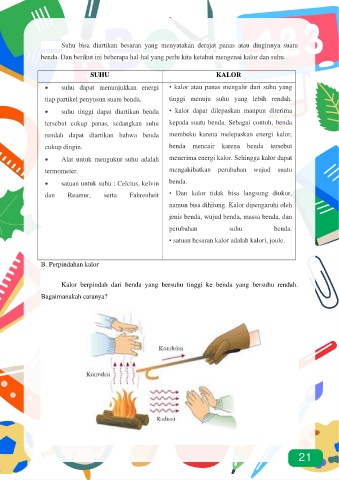 Suhu bisa diartikan besaran yang menyatakan derajat panas atau dinginnya suatu
benda. Dan berikut ini beberapa hal-hal yang perlu kita ketahui mengenai kalor dan suhu.
SUHU
• suhu dapat menunjukkan energi
tiap partikel penyusun suatu benda.
• suhu tinggi dapat diartikan benda
tersebut cukup panas, sedangkan suhu
rendah dapat diartikan bahwa benda
cukup dingin.
• Alat untuk mengukur suhu adalah
termometer.
• satuan untuk suhu : Celcius, kelvin
dan Reamur, serta Fahrenheit
KALOR
• kalor atau panas mengalir dari suhu yang
tinggi menuju suhu yang lebih rendah.
• kalor dapat dilepaskan maupun diterima
kepada suatu benda. Sebagai contoh, benda
membeku karena melepaskan energi kalor,
benda mencair karena benda tersebut
menerima energi kalor. Sehingga kalor dapat
mengakibatkan perubahan wujud suatu
benda.
• Dan kalor tidak bisa langsung diukur,
namun bisa dihitung. Kalor dipengaruhi oleh
jenis benda, wujud benda, massa benda, dan
perubahan suhu benda.
• satuan besaran kalor adalah kalori, joule.
B. Perpindahan kalor
Kalor berpindah dari benda yang bersuhu tinggi ke benda yang bersuhu rendah.
Bagaimanakah caranya?
Konduksi
Konveksi
Radiasi
21